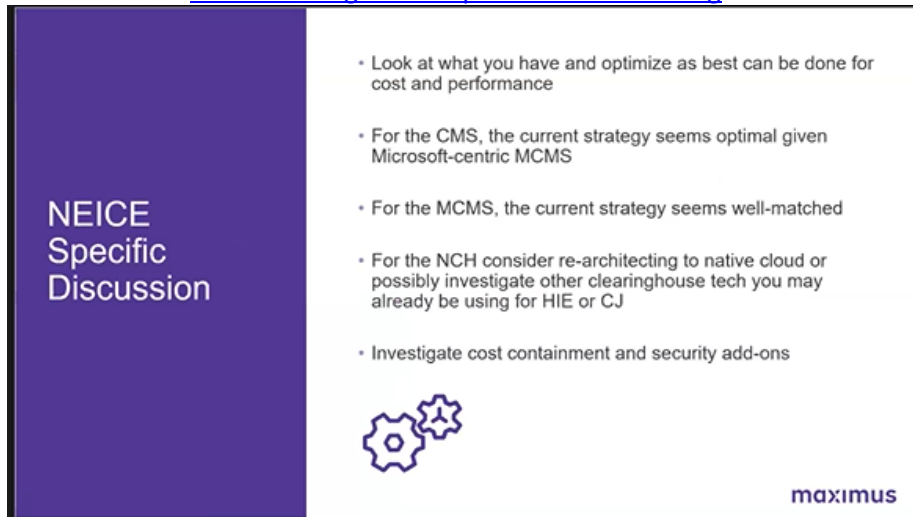 NEICE
Specific
Discussion
• Look at what you have and optimize as best can be done for
cost and performance
• For the CMS, the current strategy seems optimal given
Microsoft-centric MCMS
• For the MCMS, the current strategy seems well-matched
• For the NCH consider re-architecting to native cloud or
possibly investigate other clearinghouse tech you may
already be using for HIE or CJ
• Investigate cost containment and security add-ons
maximus